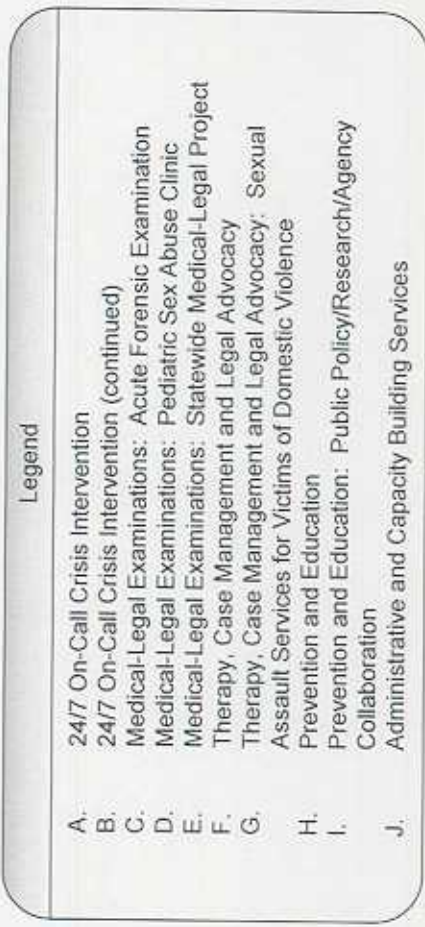 Legend
A. 24/7 On-Call Crisis Intervention
B. 24/7 On-Call Crisis Intervention (continued)
C. Medical-Legal Examinations: Acute Forensic Examination
D. Medical-Legal Examinations: Pediatric Sex Abuse Clinic
E. Medical-Legal Examinations: Statewide Medical-Legal Project
F. Therapy, Case Management and Legal Advocacy
G. Therapy, Case Management and Legal Advocacy: Sexual
Assault Services for Victims of Domestic Violence
H. Prevention and Education
I. Prevention and Education: Public Policy/Research/Agency
Collaboration
J. Administrative and Capacity Building Services